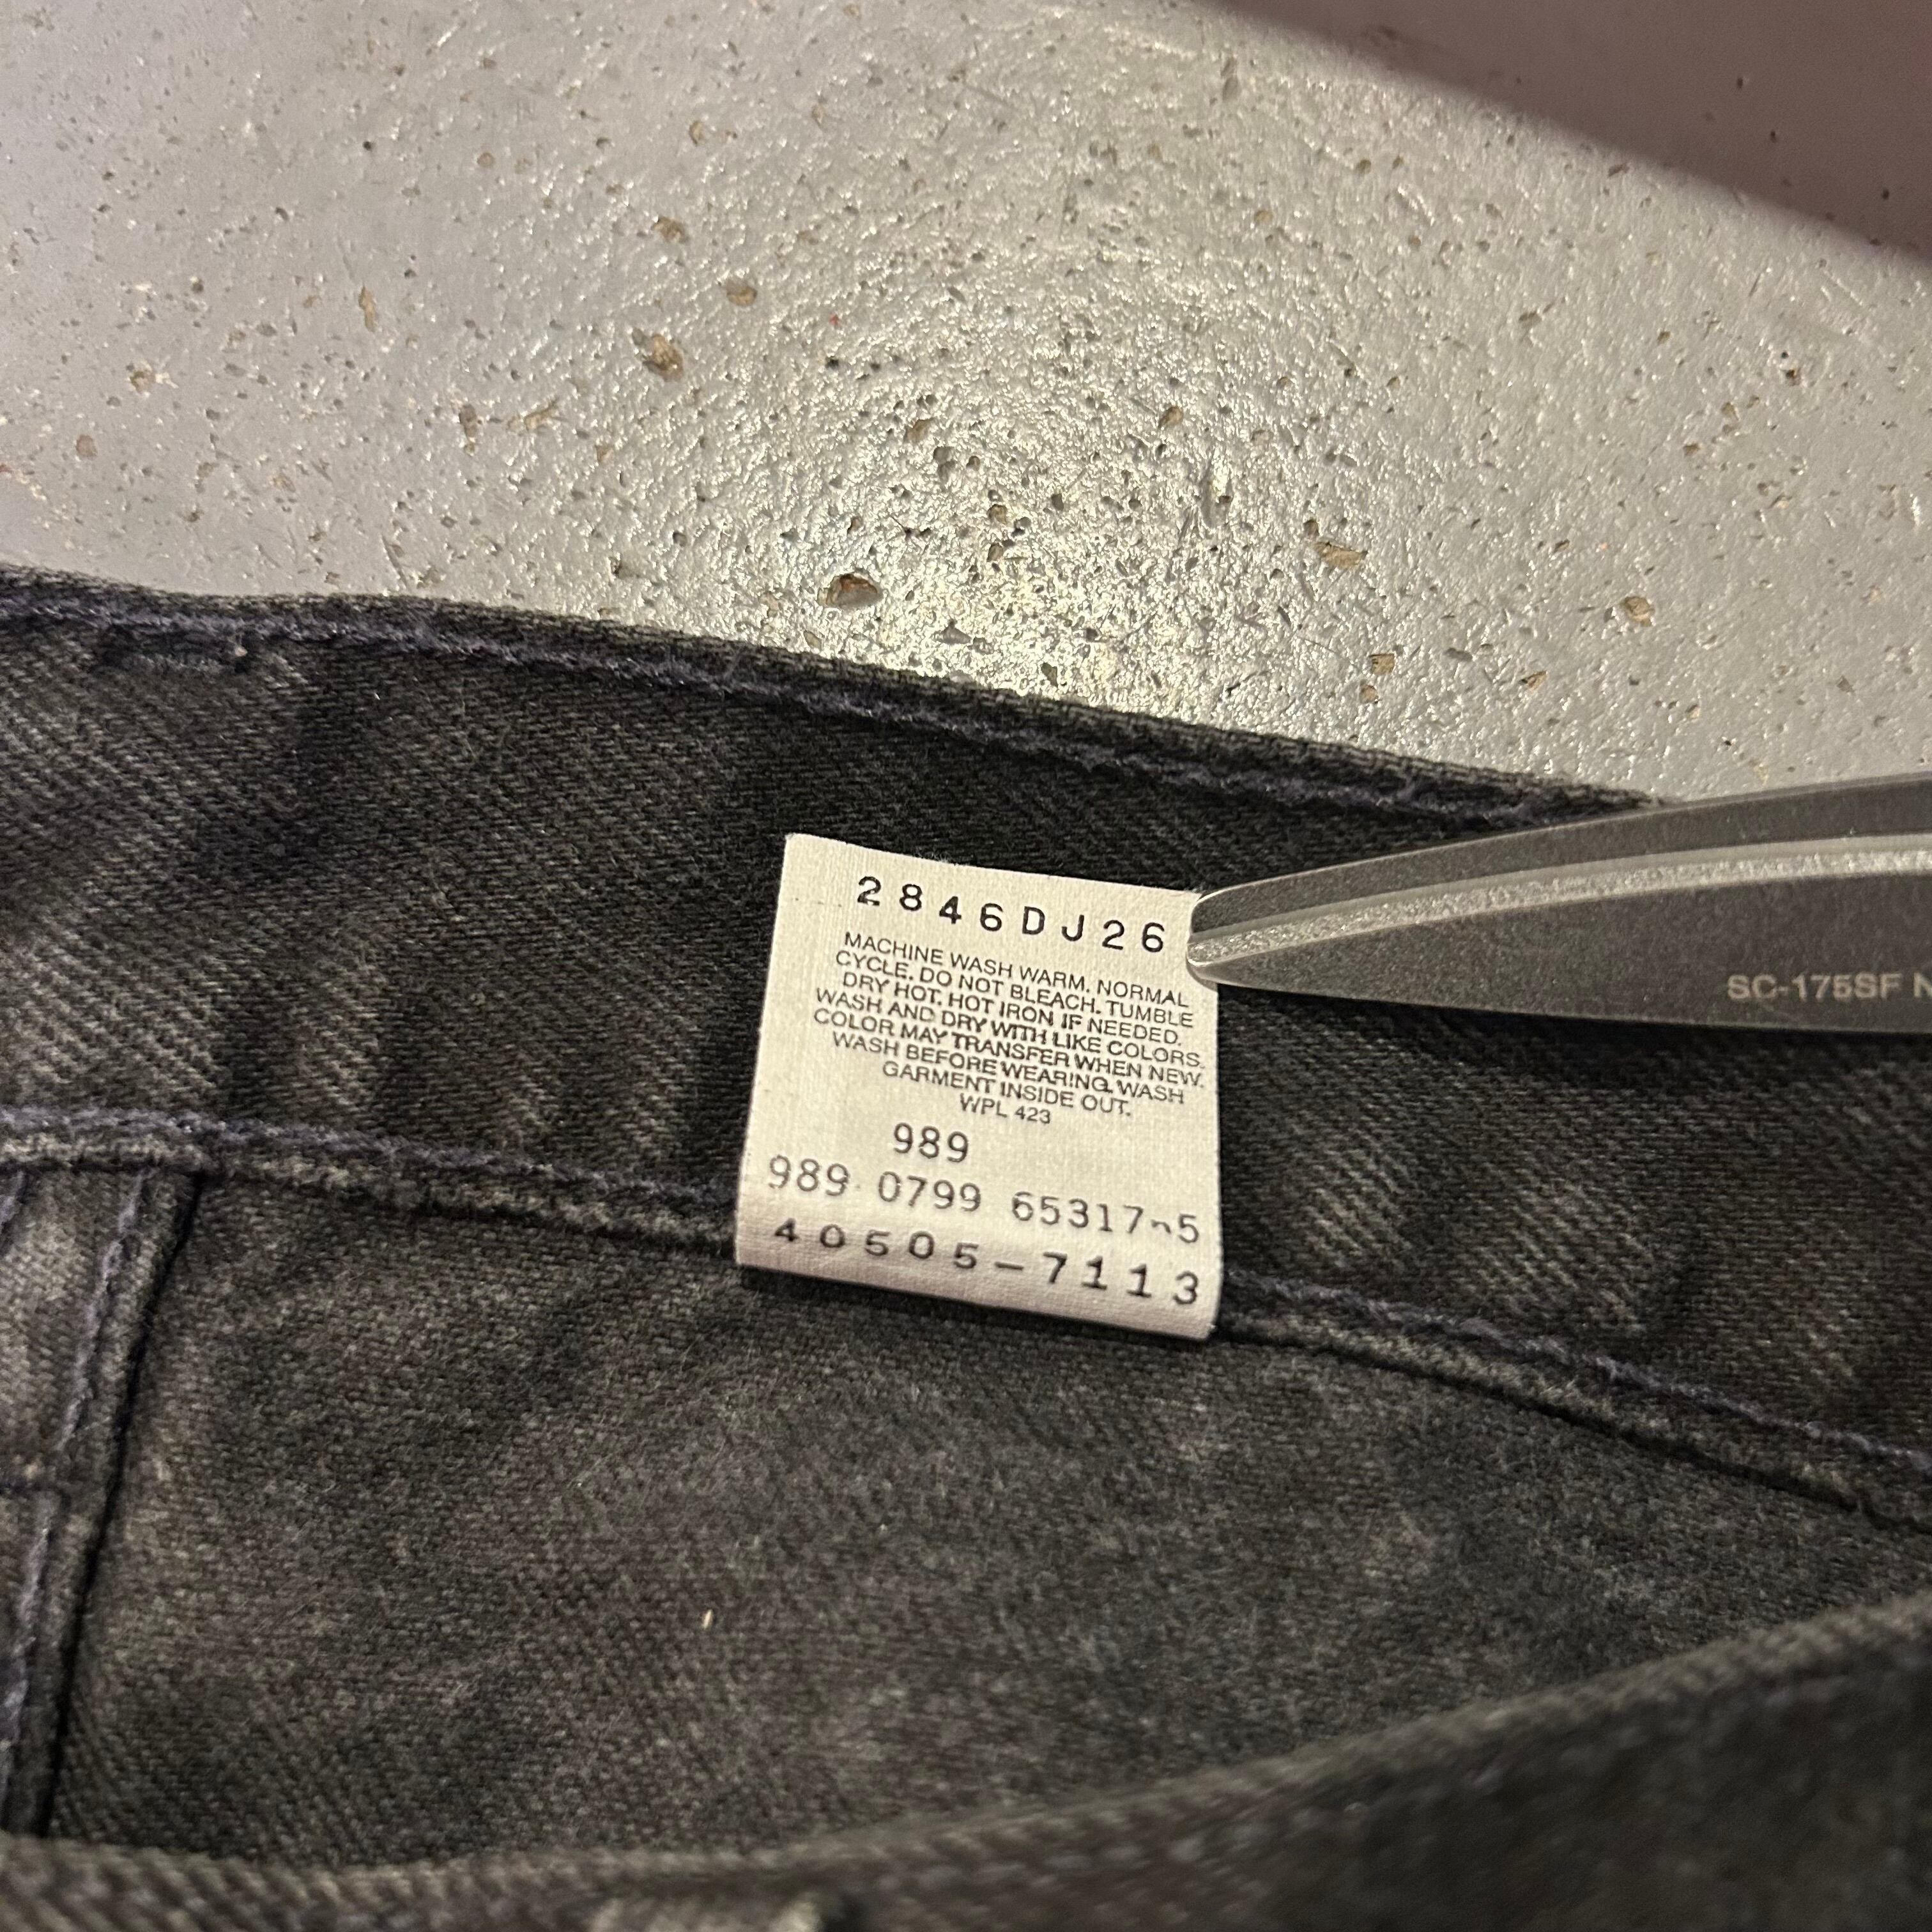 2846DJ26
MACHINE WASH WARM. NORMAL
CYCLE. DO NOT BLEACH. TUMBLE
DRY HOT. HOT IRON IF NEEDED.
WASH AND DRY WITH LIKE COLORS.
COLOR MAY TRANSFER WHEN NEW.
WASH BEFORE WEARING. WASH
GARMENT INSIDE OUT.
WPL 423
989
989 0799
40505-7113
SC-175SF